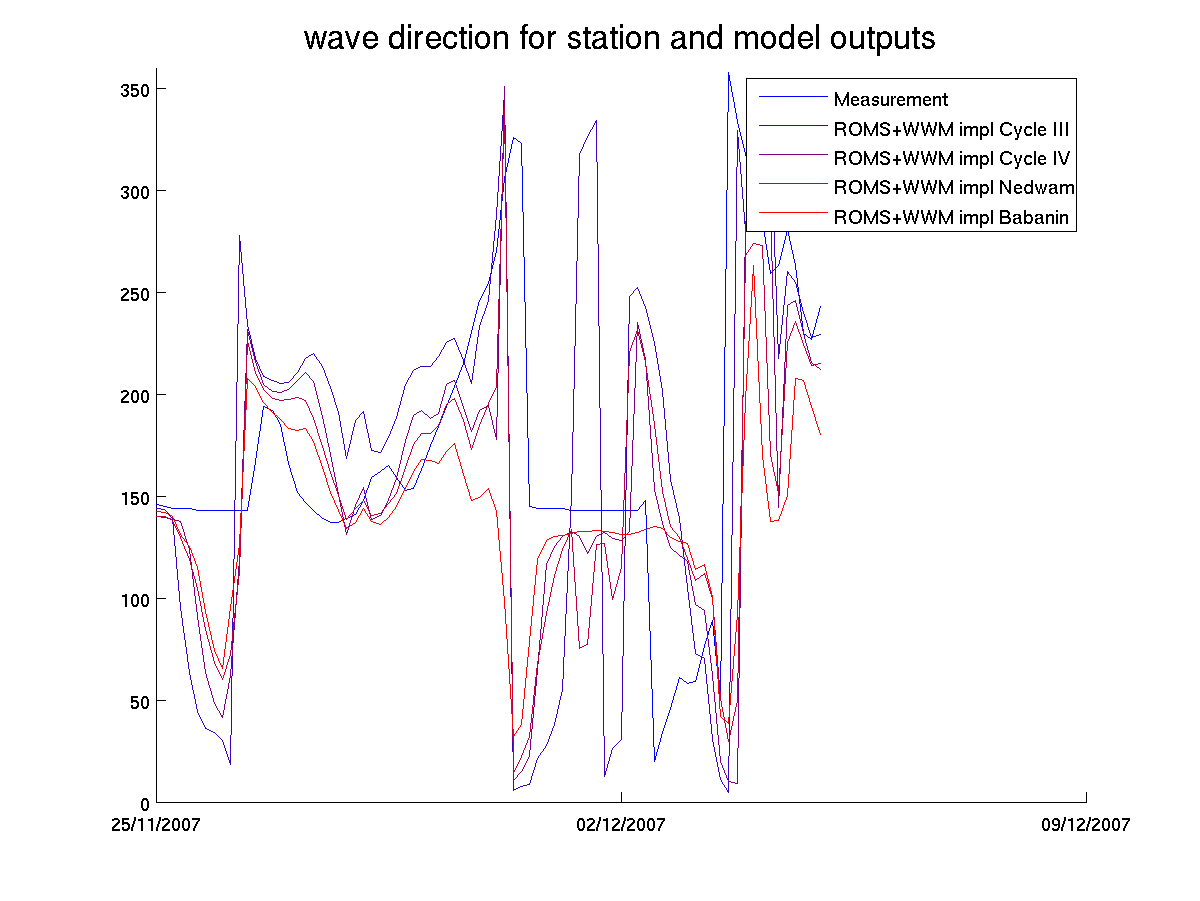 wave direction for station and model outputs
350
300
250
200
150
100
50
0
Measurement
ROMS+WWM impl Cycle III
ROMS+WWM impl Cycle IV
ROMS+WWM impl Nedwam
ROMS+WWM impl Babanin
25/11/2007
02/12/2007
09/12/2007